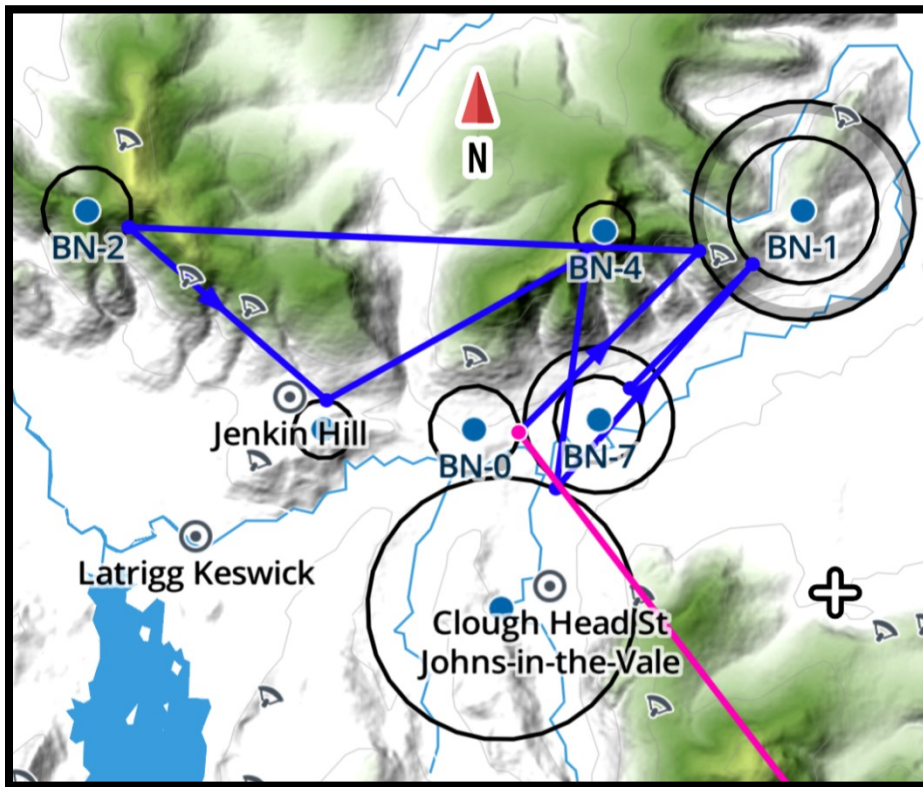 N
BN-2
BN-4
BN-1
Jenkin Hill
BN-0
BN-7
Latrigg Keswick
Clough Head St
Johns-in-the-Vale